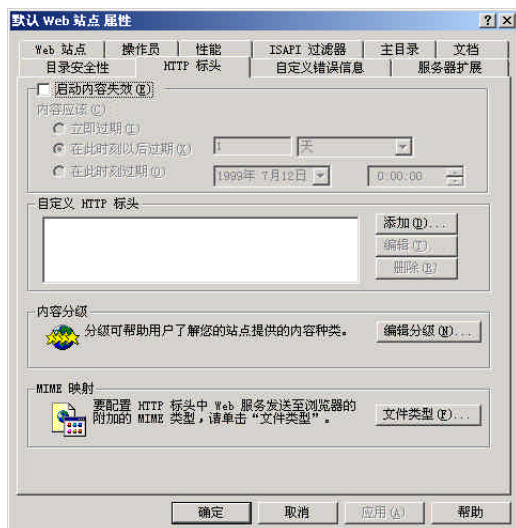 默认 Web 站点 属性
Web 站点 操作员 性能 ISAPI 过滤器 主目录 文档
目录安全性 HTTP 标头 自定义错误信息 服务器扩展
启动内容失效(E)
内容应该(C)
立即过期(I)
在此时刻以后过期(X) 1 天
在此时刻过期(O) 1999年 7月12日 0:00:00
自定义 HTTP 标头
添加(D)...
编辑(T)...
删除(R)
内容分级
分级可帮助用户了解您的站点提供的内容种类。 编辑分级(N)...
MIME 映射
要配置 HTTP 标头中 Web 服务发送至浏览器的
附加的 MIME 类型,请单击“文件类型”。 文件类型(F)...
确定 取消 应用(A) 帮助